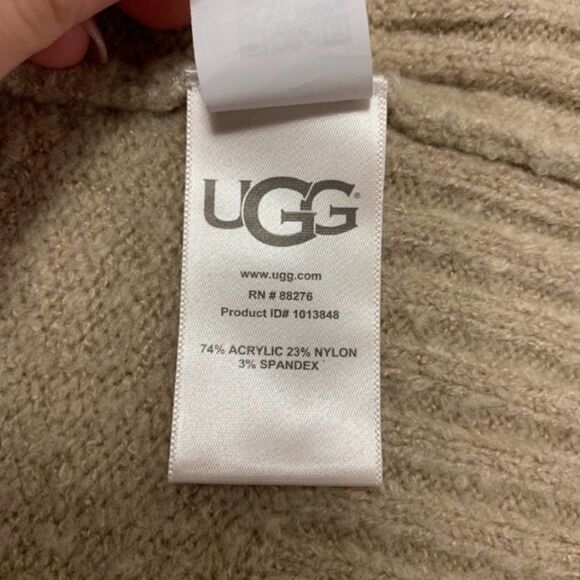 UGG®
www.ugg.com
RN # 88276
Product ID# 1013848
74% ACRYLIC 23% NYLON
3% SPANDEX